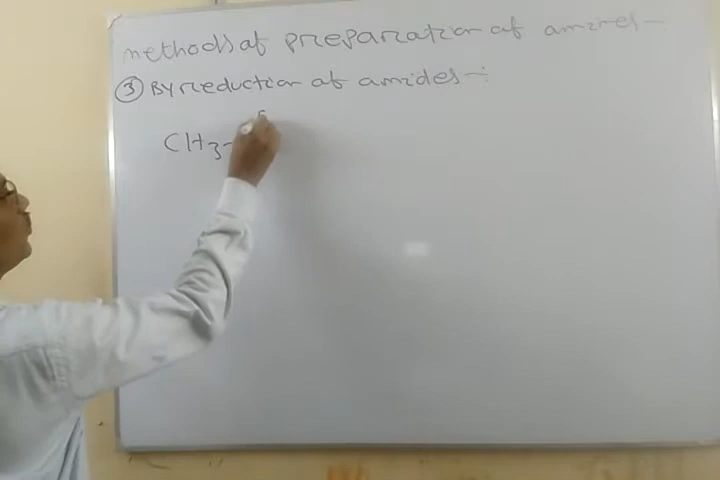 methods of preparation of amines -
③ By reduction of amides -:
CH3-